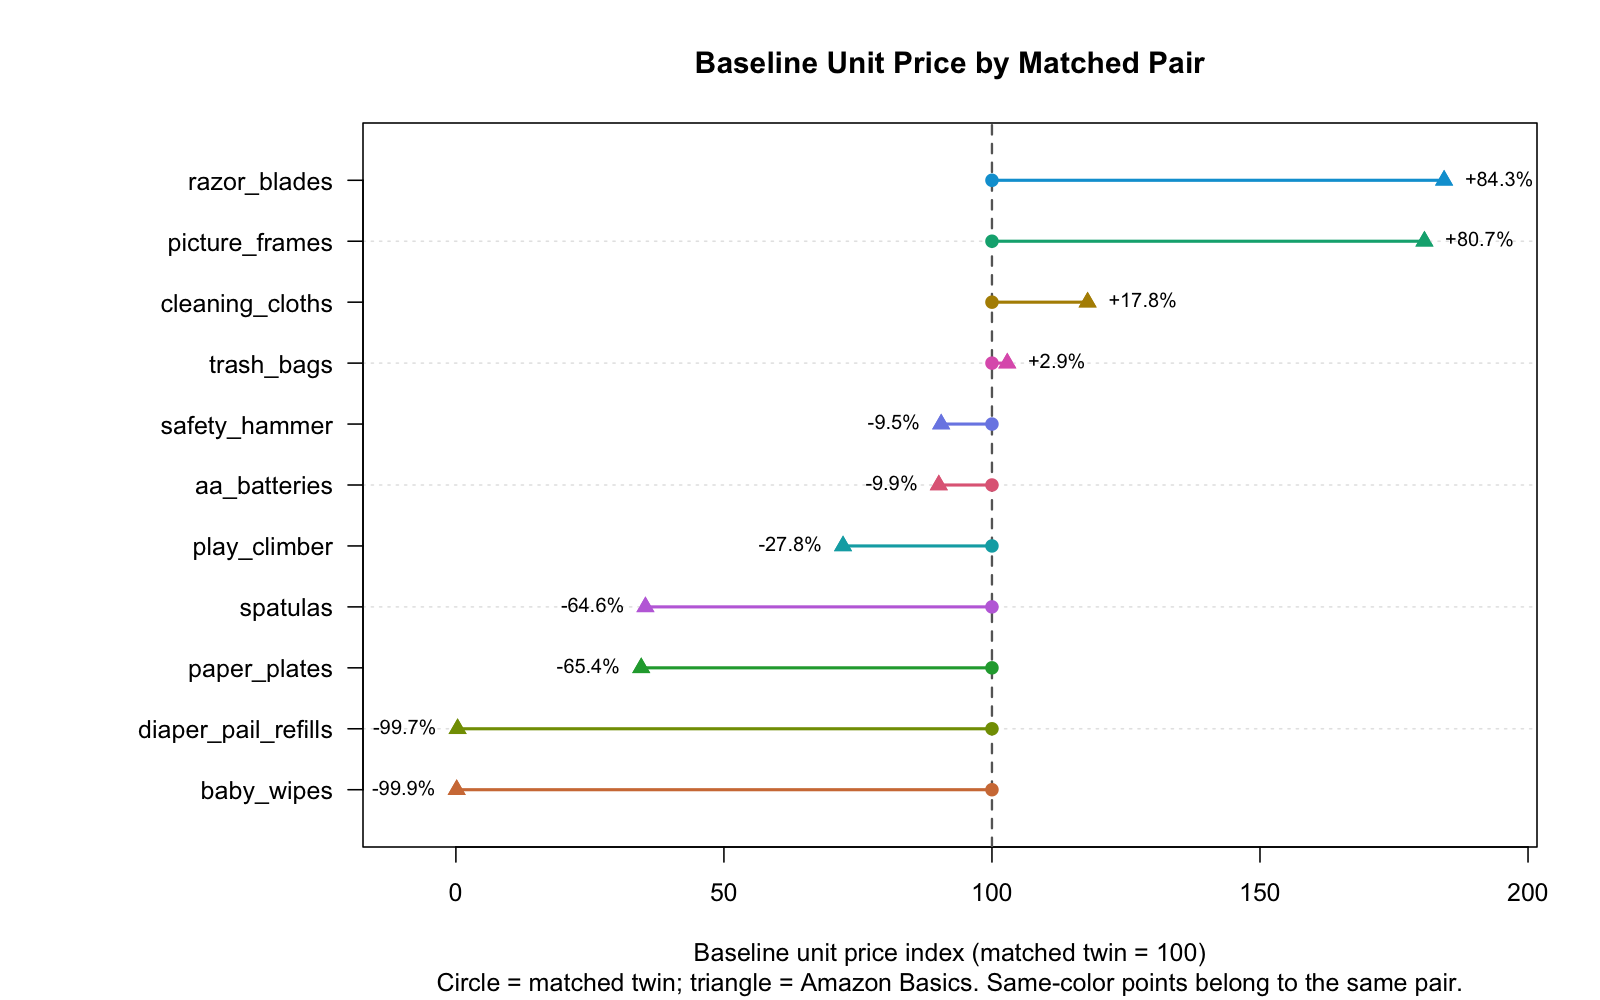 Baseline Unit Price by Matched Pair
razor_blades
+84.3%
picture_frames
+80.7%
cleaning_cloths
+17.8%
trash_bags
+2.9%
safety_hammer
-9.5%
aa_batteries
-9.9%
play_climber
-27.8%
spatulas
-64.6%
paper_plates
-65.4%
diaper_pail_refills
-99.7%
baby_wipes
-99.9%
0 50 100 150 200
Baseline unit price index (matched twin = 100)
Circle = matched twin; triangle = Amazon Basics. Same-color points belong to the same pair.